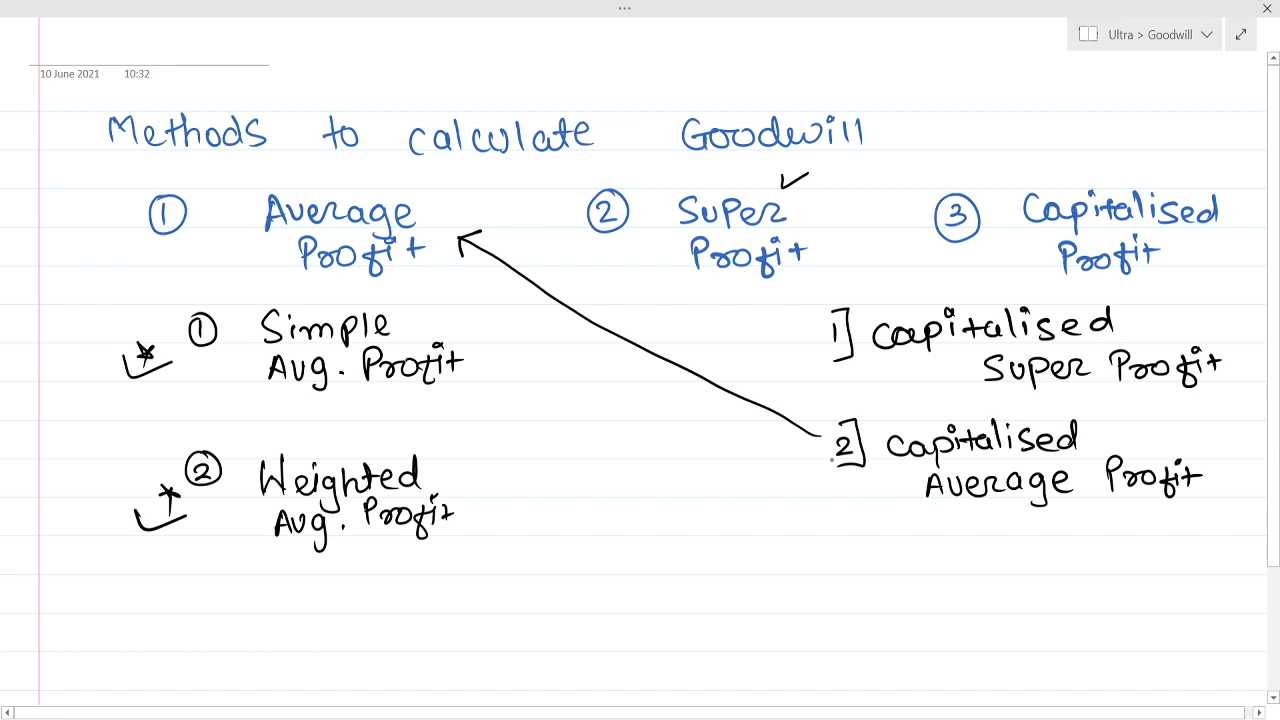 ...
Ultra > Goodwill
10 June 2021 10:32
Methods to calculate Goodwill
① Average Profit
② Super Profit
③ Capitalised Profit
① Simple
Avg. Profit
② Weighted
Avg. Profit
1] Capitalised
Super Profit
2] Capitalised
Average Profit